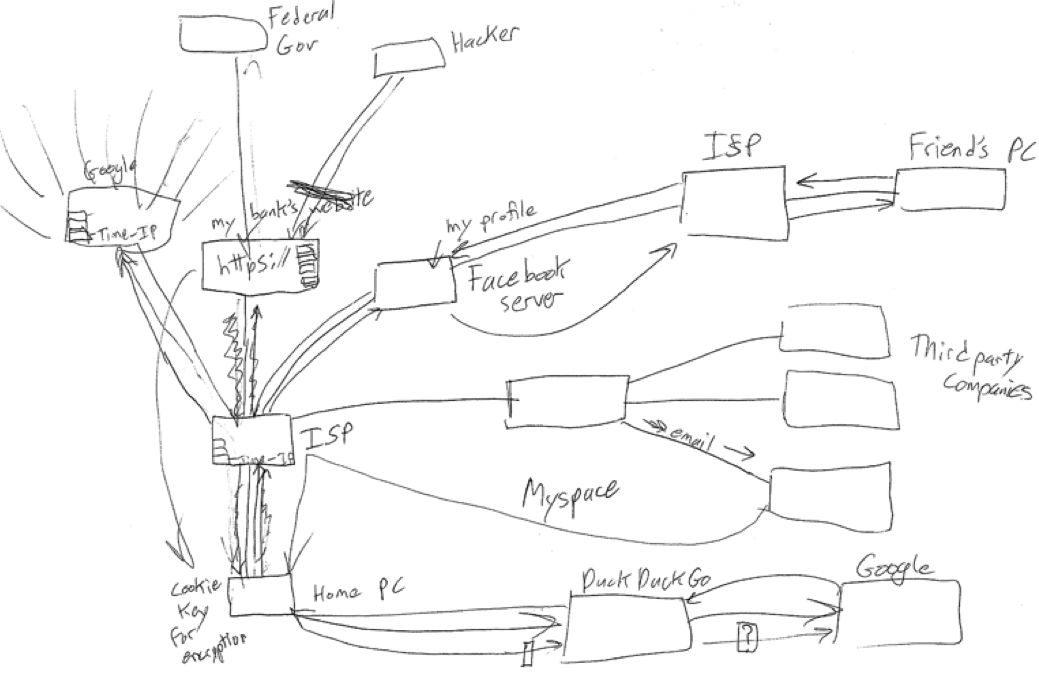 Federal
Gov
Hacker
ISP
Friend's PC
Google
Time-IP
my bank's website
https://
my profile
Facebook
server
Third party
Companies
ISP
Time-IP
email
Myspace
Cookie
Key
for
encryption
Home PC
DuckDuckGo
Google
?